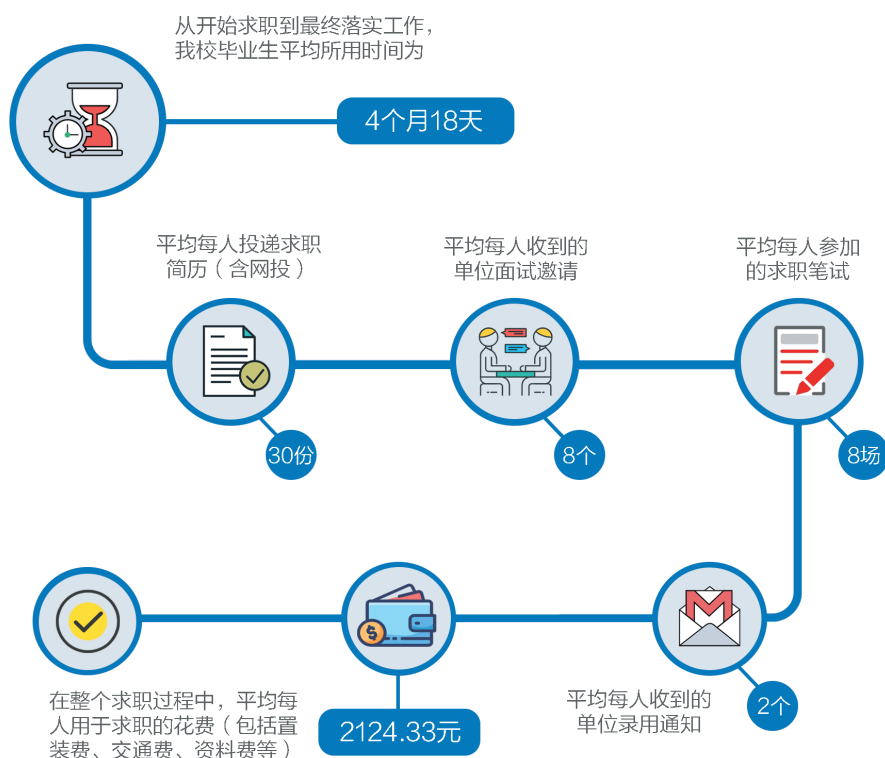 从开始求职到最终落实工作，
我校毕业生平均所用时间为
4个月18天
平均每人投递求职
简历（含网投）
30份
平均每人收到的
单位面试邀请
8个
平均每人参加
的求职笔试
8场
平均每人收到的
单位录用通知
2个
在整个求职过程中，平均每
人用于求职的花费（包括置
装费、交通费、资料费等）
2124.33元